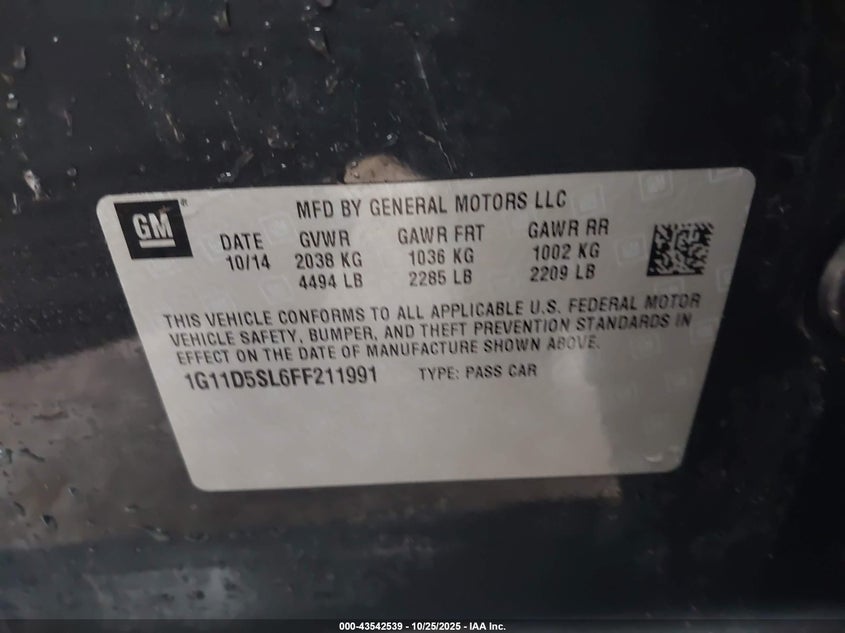 GM
MFD BY GENERAL MOTORS LLC
DATE GVWR GAWR FRT GAWR RR
10/14 2038 KG 1036 KG 1002 KG
4494 LB 2285 LB 2209 LB
THIS VEHICLE CONFORMS TO ALL APPLICABLE U.S. FEDERAL MOTOR
VEHICLE SAFETY, BUMPER, AND THEFT PREVENTION STANDARDS IN
EFFECT ON THE DATE OF MANUFACTURE SHOWN ABOVE.
1G11D5SL6FF211991 TYPE: PASS CAR
000-43542539 - 10/25/2025 - IAA Inc.